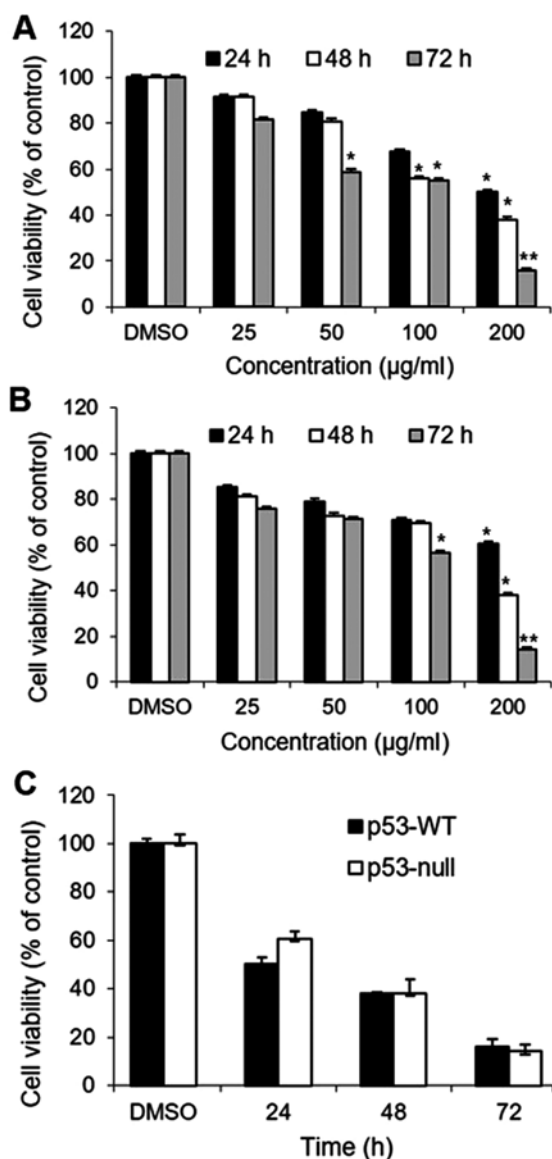 A
Cell viability (% of control)
120
100
80
60
40
20
0
24 h 48 h 72 h
*
* *
* * **
DMSO 25 50 100 200
Concentration (µg/ml)
B
Cell viability (% of control)
120
100
80
60
40
20
0
24 h 48 h 72 h
*
* * **
DMSO 25 50 100 200
Concentration (µg/ml)
C
Cell viability (% of control)
120
100
80
60
40
20
0
p53-WT
p53-null
DMSO 24 48 72
Time (h)